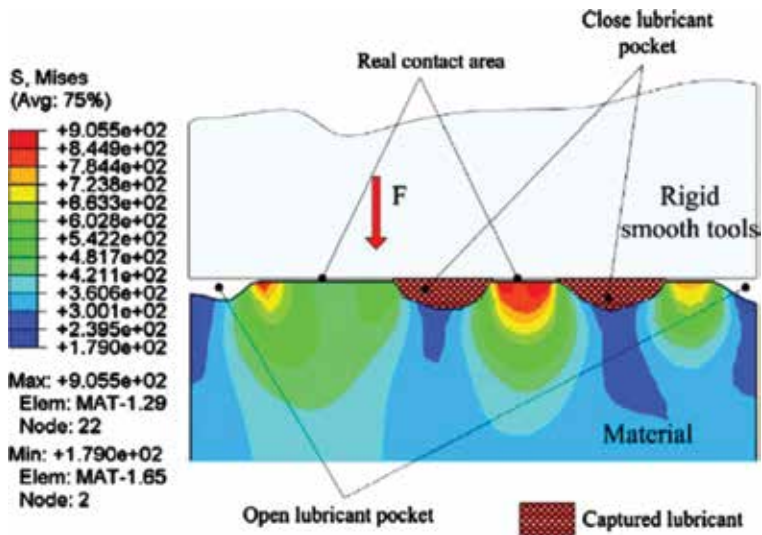 Close lubricant
pocket
Real contact area
S, Mises
(Avg: 75%)
+9.055e+02
+8.449e+02
+7.844e+02
+7.238e+02
+6.633e+02
+6.028e+02
+5.422e+02
+4.817e+02
+4.211e+02
+3.606e+02
+3.001e+02
+2.395e+02
+1.790e+02
F
Rigid
smooth tools
Max: +9.055e+02
Elem: MAT-1.29
Node: 22
Min: +1.790e+02
Elem: MAT-1.65
Node: 2
Material
Open lubricant pocket
Captured lubricant